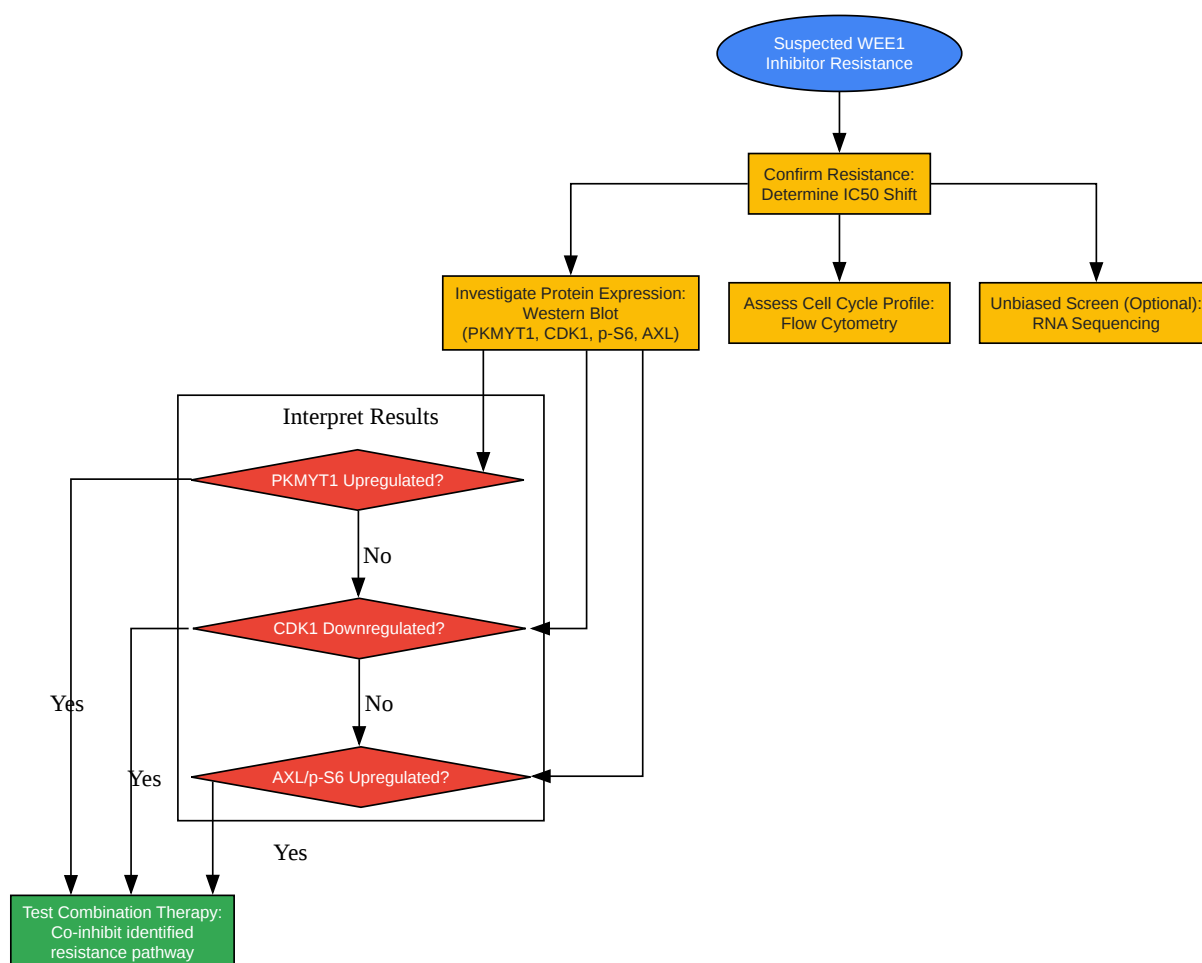 Suspected WEE1
Inhibitor Resistance
Confirm Resistance:
Determine IC50 Shift
Investigate Protein Expression:
Western Blot
(PKMYT1, CDK1, p-S6, AXL)
Assess Cell Cycle Profile:
Flow Cytometry
Unbiased Screen (Optional):
RNA Sequencing
Interpret Results
PKMYT1 Upregulated?
No
CDK1 Downregulated?
Yes
No
Yes
AXL/p-S6 Upregulated?
Yes
Test Combination Therapy:
Co-inhibit identified
resistance pathway